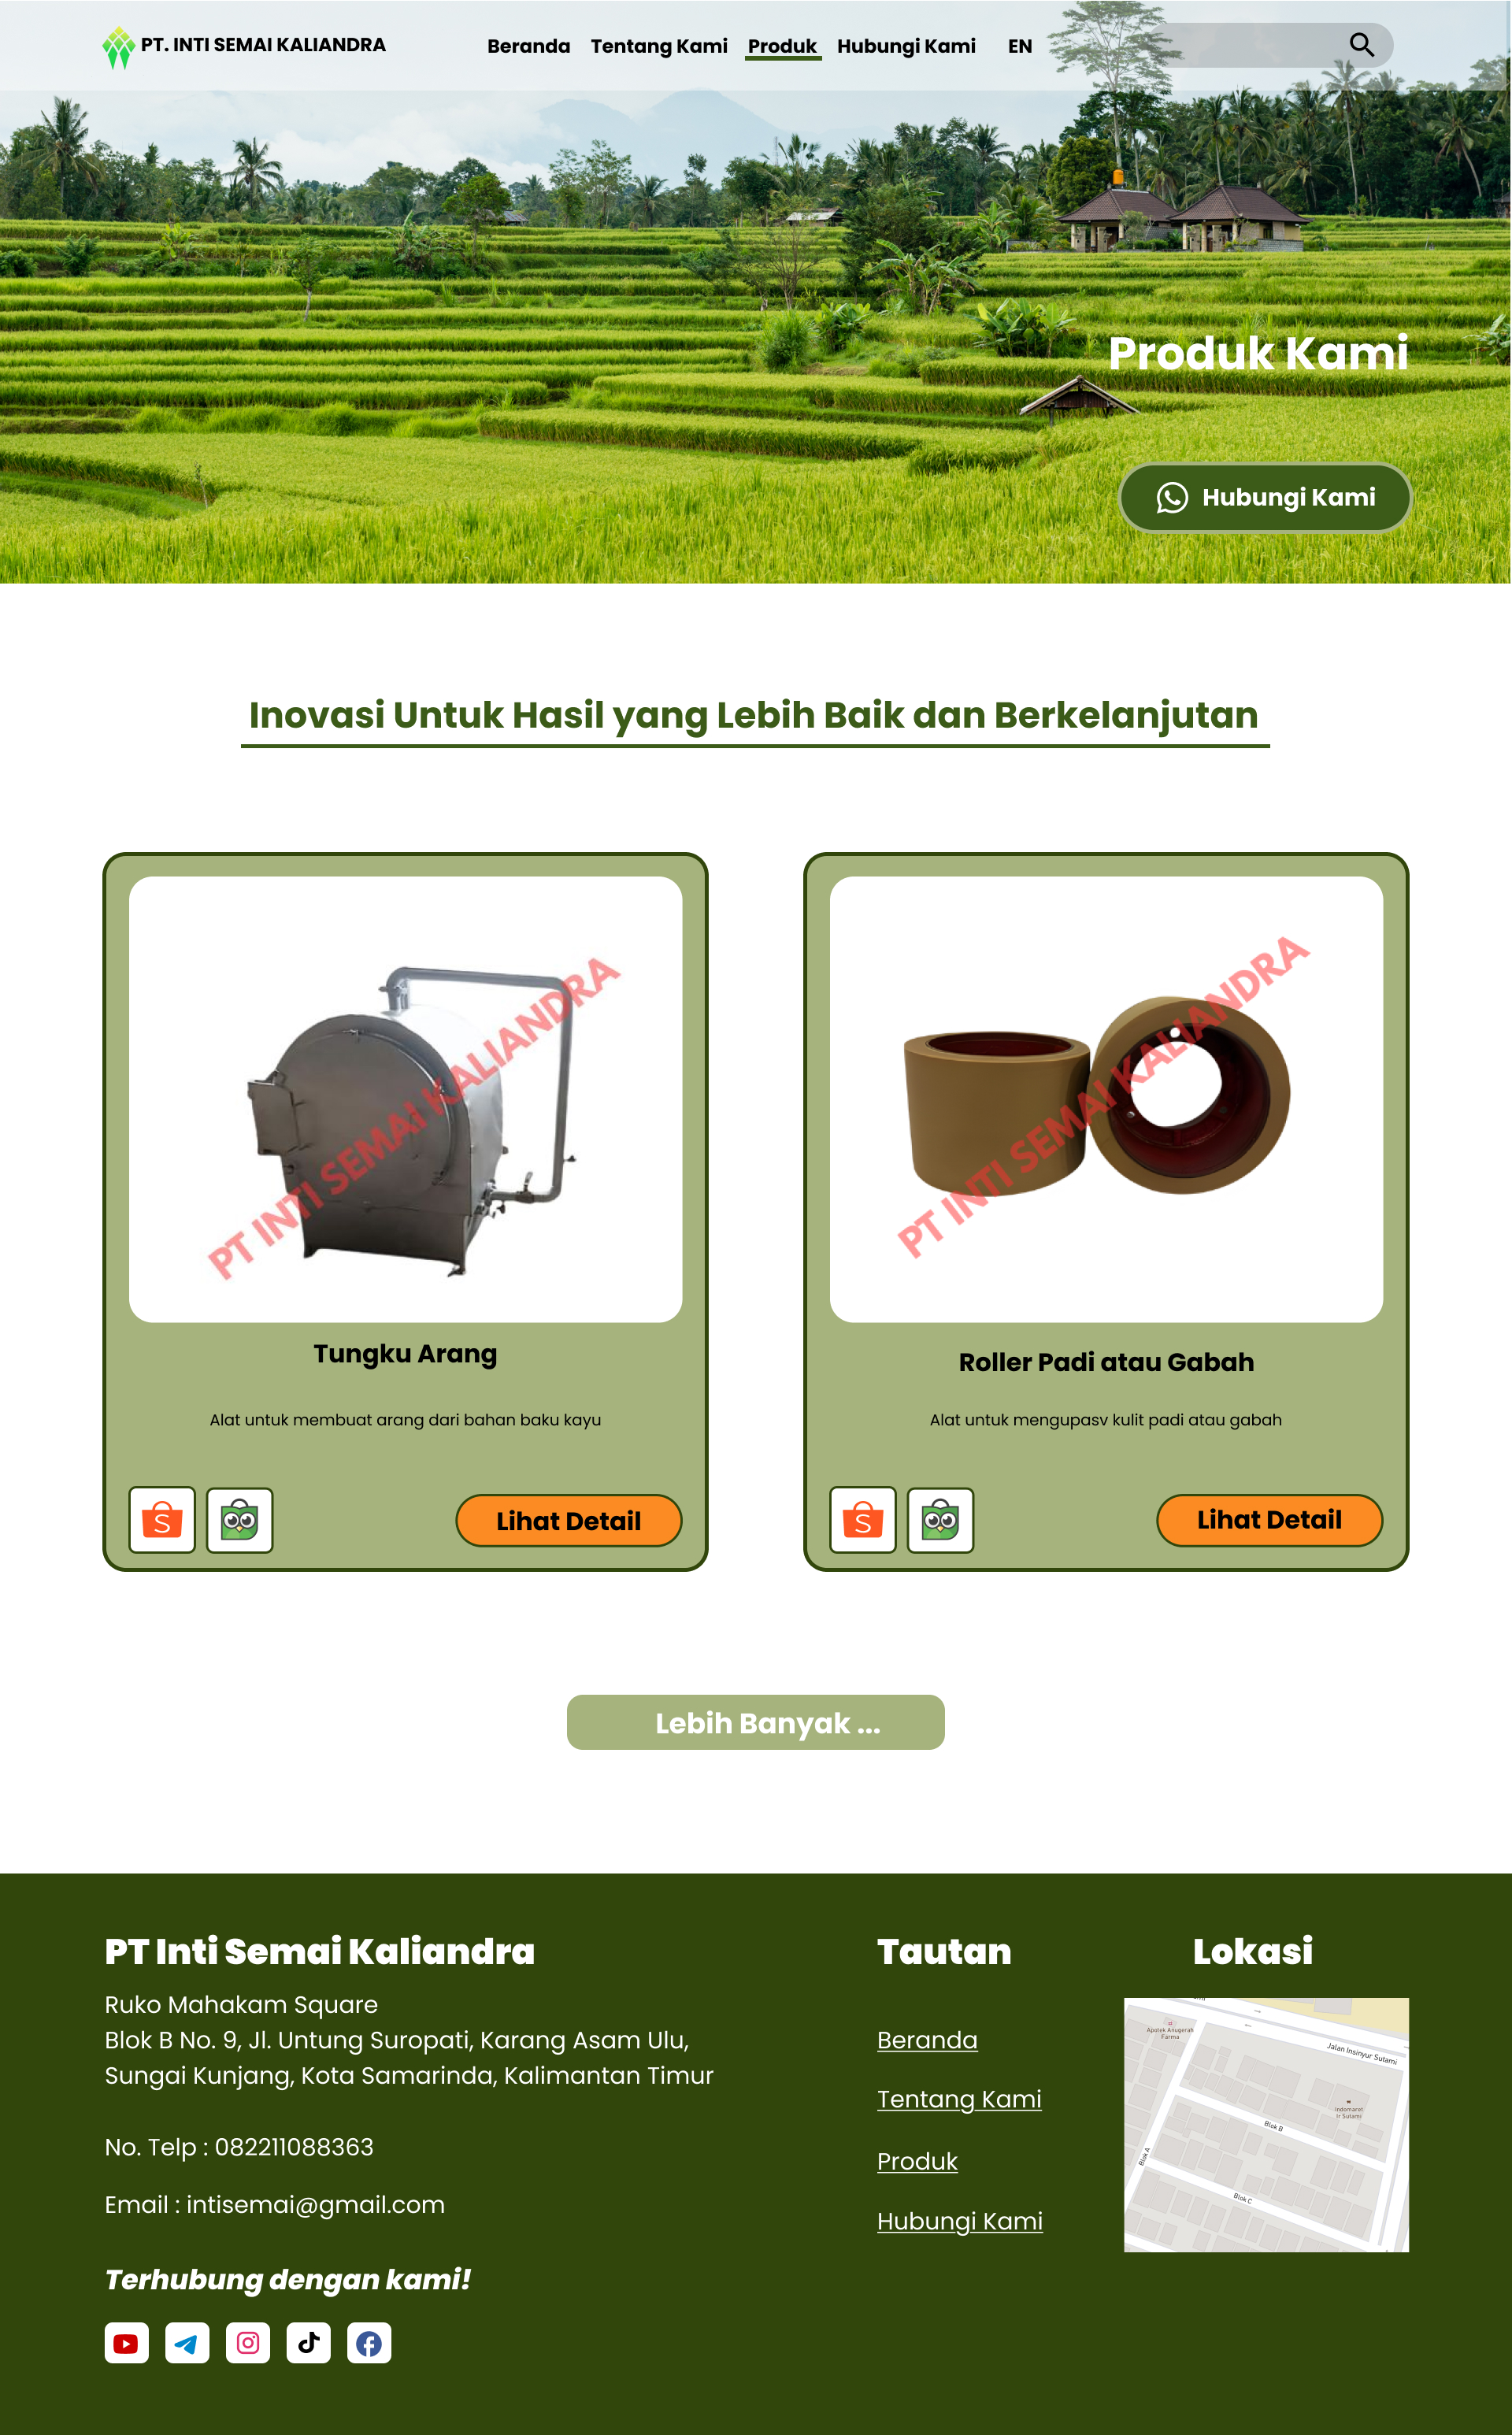 PT. INTI SEMAI KALIANDRA
Beranda Tentang Kami Produk Hubungi Kami EN
Produk Kami
Hubungi Kami
Inovasi Untuk Hasil yang Lebih Baik dan Berkelanjutan
PT INTI SEMAI KALIANDRA
Tungku Arang
Alat untuk membuat arang dari bahan baku kayu
Lihat Detail
PT INTI SEMAI KALIANDRA
Roller Padi atau Gabah
Alat untuk mengupasv kulit padi atau gabah
Lihat Detail
Lebih Banyak ...
PT Inti Semai Kaliandra
Ruko Mahakam Square
Blok B No. 9, Jl. Untung Suropati, Karang Asam Ulu,
Sungai Kunjang, Kota Samarinda, Kalimantan Timur
No. Telp : 082211088363
Email : intisemai@gmail.com
Terhubung dengan kami!
Tautan
Beranda
Tentang Kami
Produk
Hubungi Kami
Lokasi
Apotek Anugerah
Farma
Jalan Insinyur Sutami
Indomaret
Ir Sutami
Blok B
Blok A
Blok C